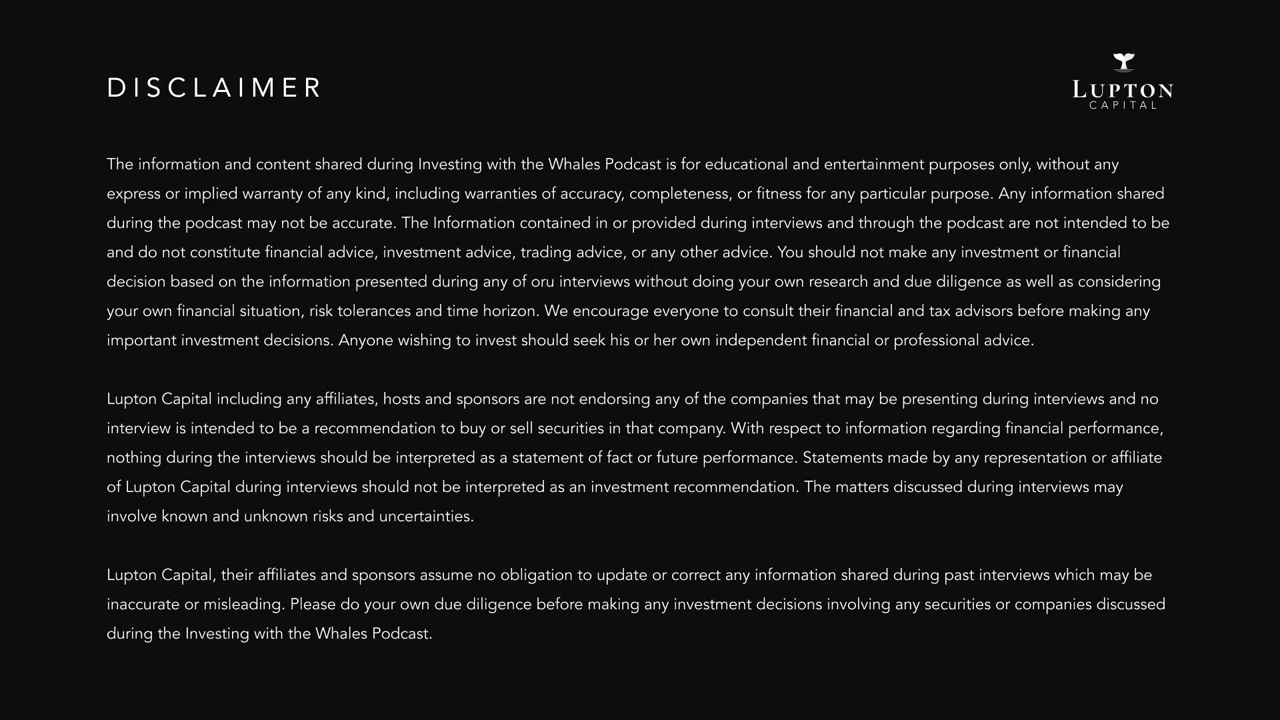 DISCLAIMER
LUPTON
CAPITAL
The information and content shared during Investing with the Whales Podcast is for educational and entertainment purposes only, without any
express or implied warranty of any kind, including warranties of accuracy, completeness, or fitness for any particular purpose. Any information shared
during the podcast may not be accurate. The Information contained in or provided during interviews and through the podcast are not intended to be
and do not constitute financial advice, investment advice, trading advice, or any other advice. You should not make any investment or financial
decision based on the information presented during any of oru interviews without doing your own research and due diligence as well as considering
your own financial situation, risk tolerances and time horizon. We encourage everyone to consult their financial and tax advisors before making any
important investment decisions. Anyone wishing to invest should seek his or her own independent financial or professional advice.
Lupton Capital including any affiliates, hosts and sponsors are not endorsing any of the companies that may be presenting during interviews and no
interview is intended to be a recommendation to buy or sell securities in that company. With respect to information regarding financial performance,
nothing during the interviews should be interpreted as a statement of fact or future performance. Statements made by any representation or affiliate
of Lupton Capital during interviews should not be interpreted as an investment recommendation. The matters discussed during interviews may
involve known and unknown risks and uncertainties.
Lupton Capital, their affiliates and sponsors assume no obligation to update or correct any information shared during past interviews which may be
inaccurate or misleading. Please do your own due diligence before making any investment decisions involving any securities or companies discussed
during the Investing with the Whales Podcast.